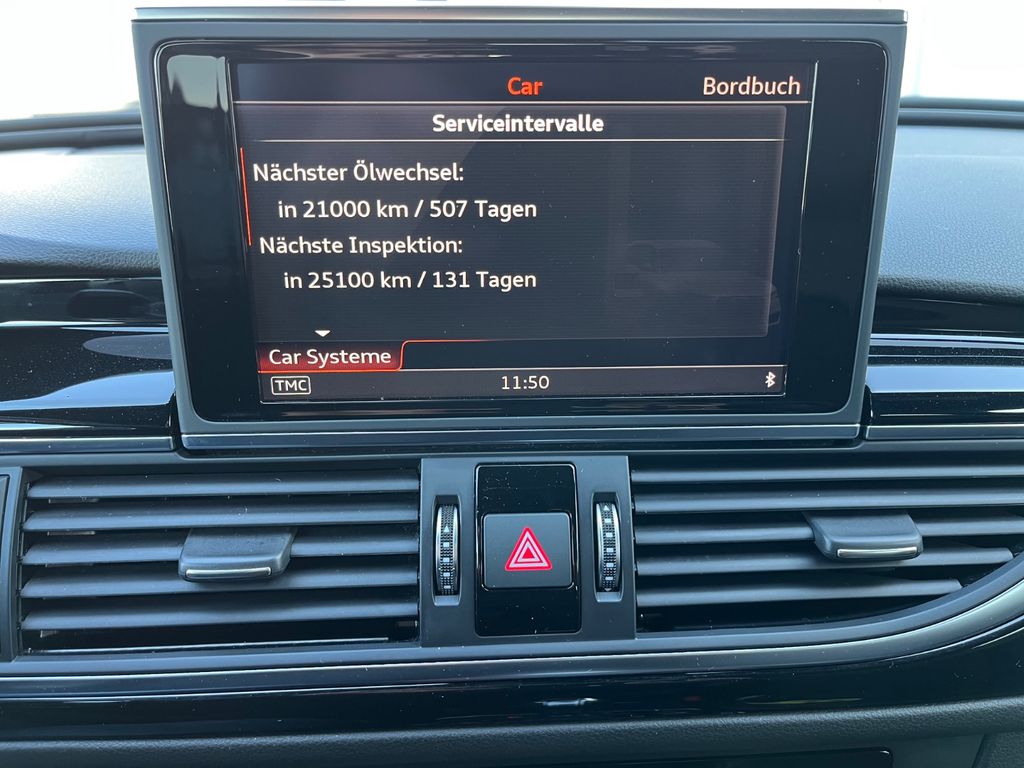 Car
Bordbuch
Serviceintervalle
Nächster Ölwechsel:
in 21000 km / 507 Tagen
Nächste Inspektion:
in 25100 km / 131 Tagen
Car Systeme
TMC
11:50